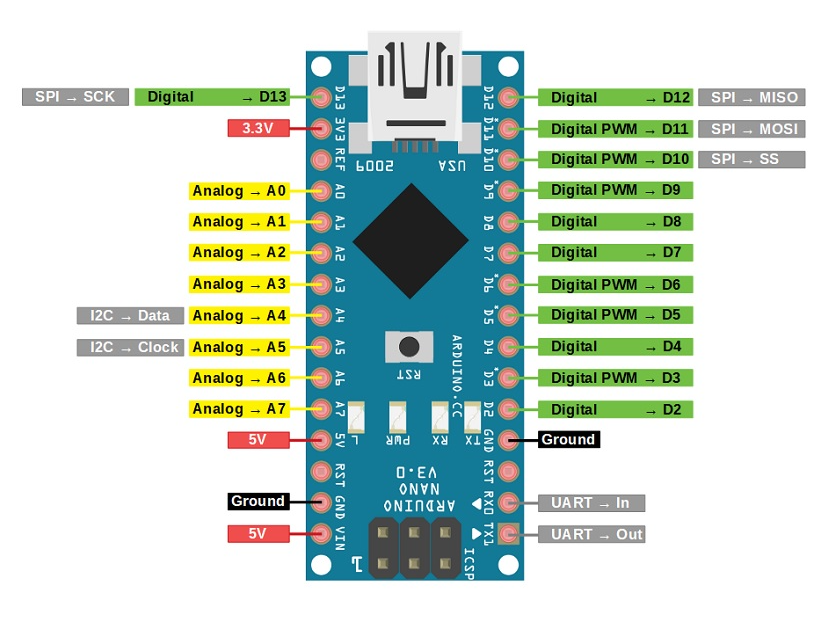 SPI → SCK
Digital → D13
3.3V
Analog → A0
Analog → A1
Analog → A2
Analog → A3
I2C → Data
Analog → A4
I2C → Clock
Analog → A5
Analog → A6
Analog → A7
5V
Ground
5V
D13
3V3
REF
A0
A1
A2
A3
A4
A5
A6
A7
5V
RST
GND
VIN
USA
2009
RST
ARDUINO.CC
L
PWR
RX
TX
ARDUINO
NANO
V3.0
1
ICSP
D12
D11*
D10*
D9*
D8
D7
D6*
D5*
D4
D3*
D2
GND
RST
RX0
TX1
Digital → D12
SPI → MISO
Digital PWM → D11
SPI → MOSI
Digital PWM → D10
SPI → SS
Digital PWM → D9
Digital → D8
Digital → D7
Digital PWM → D6
Digital PWM → D5
Digital → D4
Digital PWM → D3
Digital → D2
Ground
UART → In
UART → Out